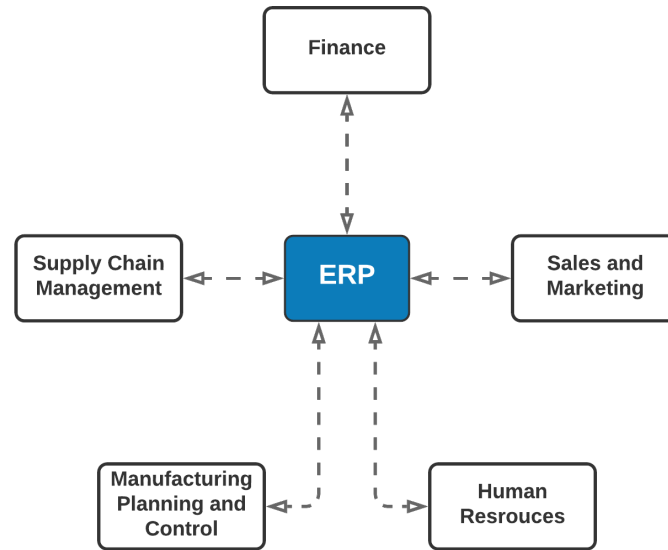 Finance
Supply Chain
Management
ERP
Sales and
Marketing
Manufacturing
Planning and
Control
Human
Resrouces